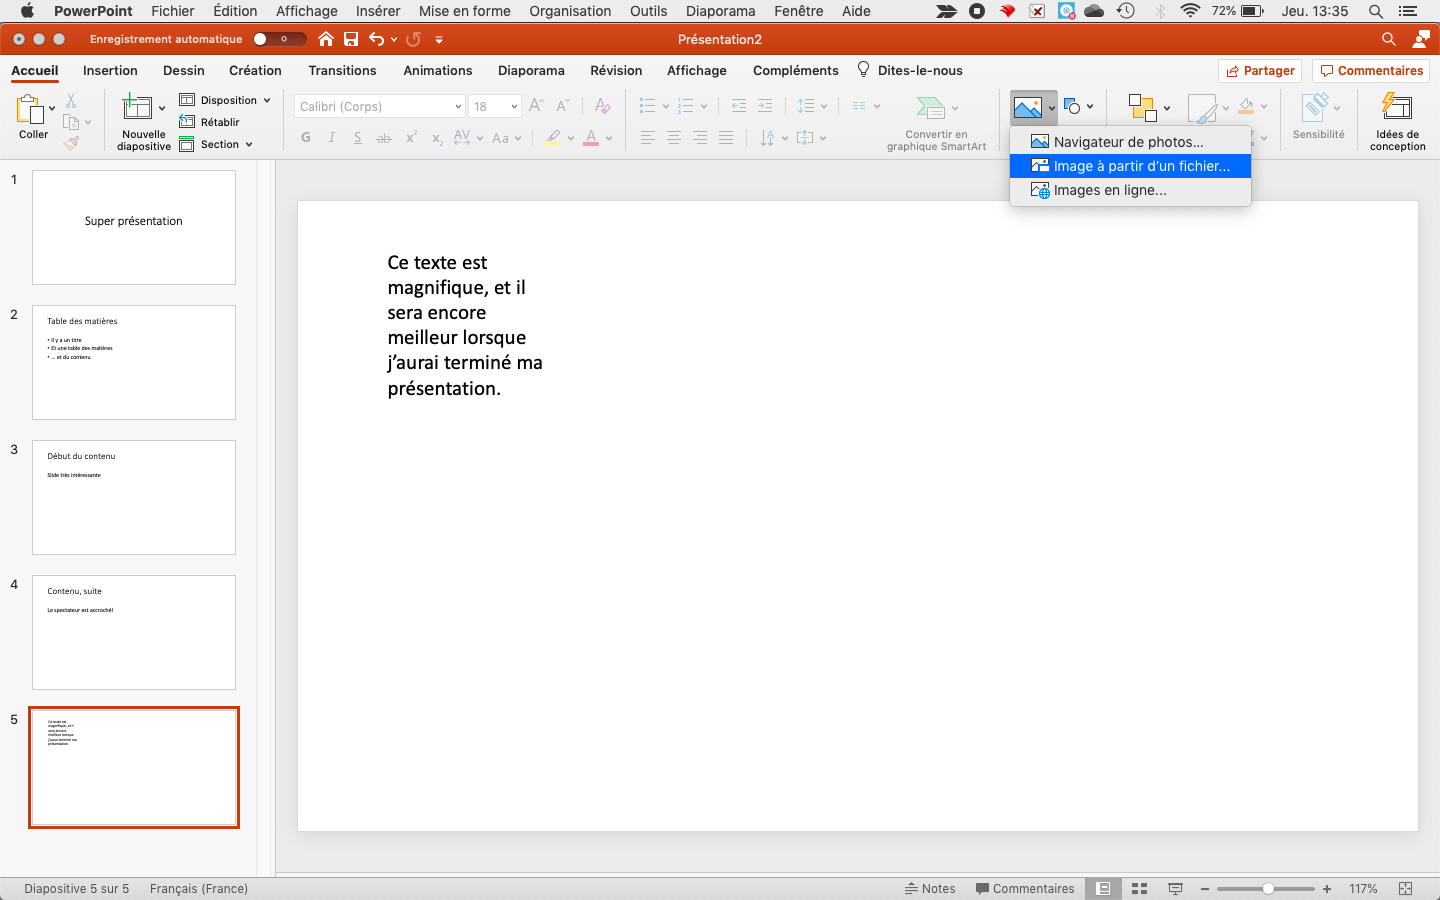 PowerPoint Fichier Édition Affichage Insérer Mise en forme Organisation Outils Diaporama Fenêtre Aide 72% Jeu. 13:35
Enregistrement automatique Présentation2
Accueil Insertion Dessin Création Transitions Animations Diaporama Révision Affichage Compléments Dites-le-nous Partager Commentaires
Coller
Nouvelle
diapositive
Disposition
Rétablir
Section
Calibri (Corps) 18
G I S ab x² x₂ AV Aa A
Convertir en
graphique SmartArt
Sensibilité
Idées de
conception
Navigateur de photos...
Image à partir d’un fichier...
Images en ligne...
1
Super présentation
2
Table des matières
• Il y a un titre
• Et une table des matières
• ... et du contenu
3
Début du contenu
Slide très intéressante
4
Contenu, suite
Le spectateur est accroché!
5
Ce texte est
magnifique, et il
sera encore
meilleur lorsque
j’aurai terminé ma
présentation.
Ce texte est
magnifique, et il
sera encore
meilleur lorsque
j’aurai terminé ma
présentation.
Diapositive 5 sur 5 Français (France) Notes Commentaires 117%